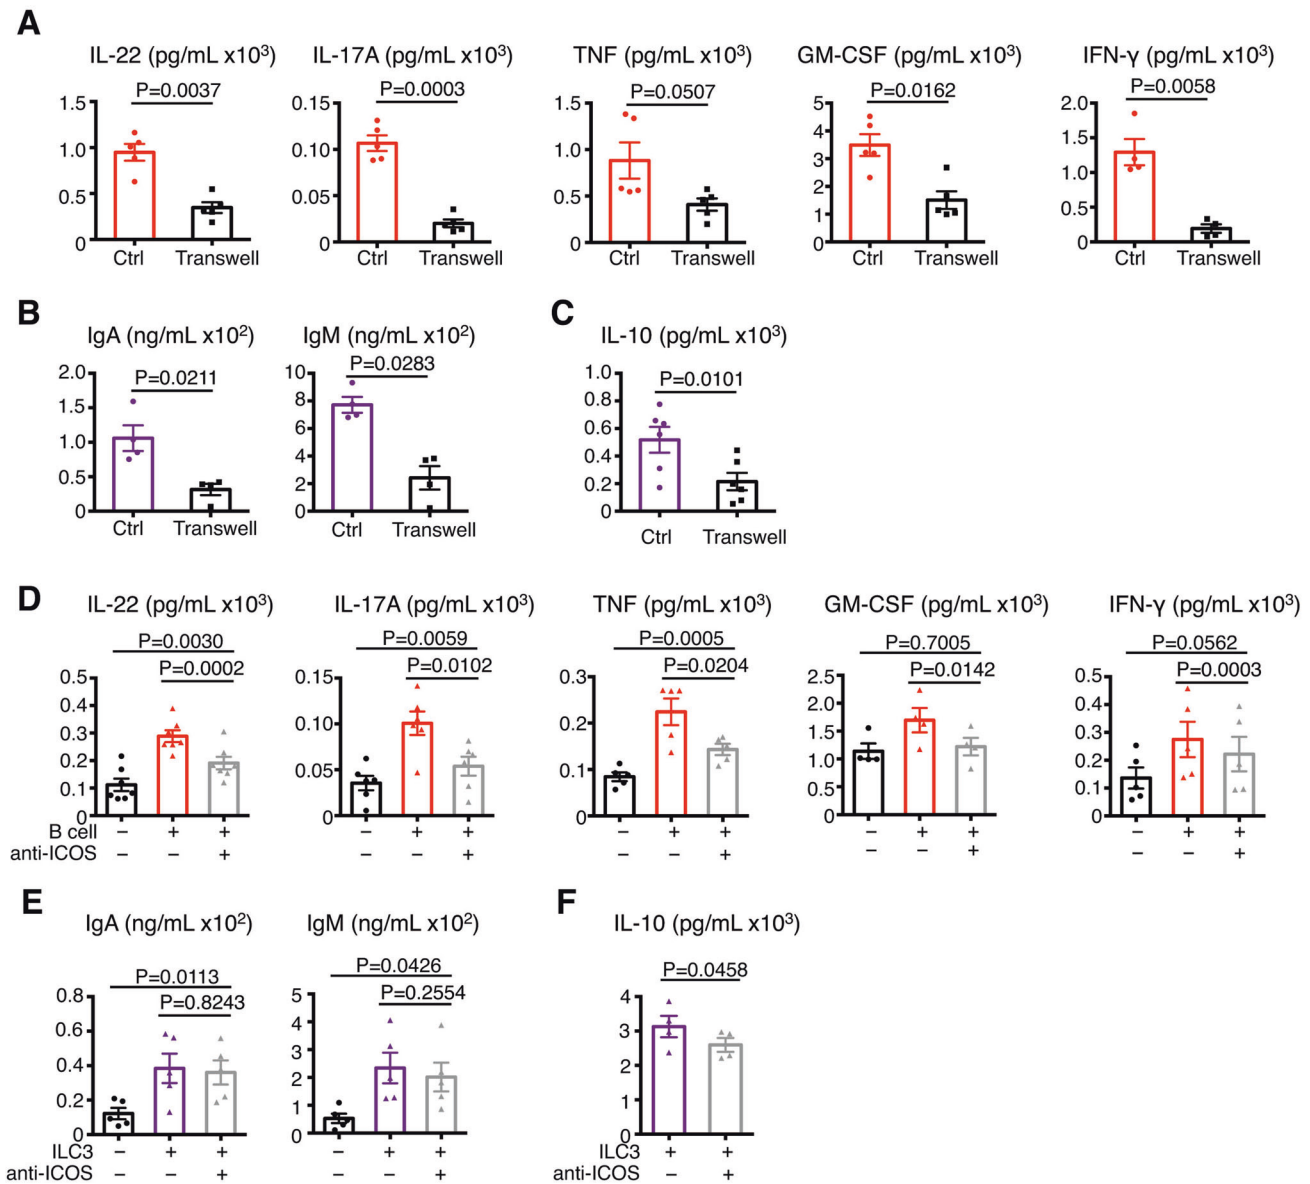 A
IL-22 (pg/mL x10³) IL-17A (pg/mL x10³) TNF (pg/mL x10³) GM-CSF (pg/mL x10³) IFN-γ (pg/mL x10³)
P=0.0037 P=0.0003 P=0.0507 P=0.0162 P=0.0058
1.5 0.15 1.5 5 2.0
4
1.0 0.10 1.0 1.5
3
1.0
0.5 0.05 0.5 2
1 0.5
0 0 0 0 0
Ctrl Transwell Ctrl Transwell Ctrl Transwell Ctrl Transwell Ctrl Transwell
B C
IgA (ng/mL x10²) IgM (ng/mL x10²) IL-10 (pg/mL x10³)
P=0.0211 P=0.0283 P=0.0101
2.0 10 1.0
1.5 8 0.8
1.0 6 0.6
4 0.4
0.5 2 0.2
0 0 0
Ctrl Transwell Ctrl Transwell Ctrl Transwell
D
IL-22 (pg/mL x10³) IL-17A (pg/mL x10³) TNF (pg/mL x10³) GM-CSF (pg/mL x10³) IFN-γ (pg/mL x10³)
P=0.0030 P=0.0059 P=0.0005 P=0.7005 P=0.0562
P=0.0002 P=0.0102 P=0.0204 P=0.0142 P=0.0003
0.5 0.15 0.3 2.5 0.5
0.4 2.0 0.4
0.3 0.10 0.2 1.5 0.3
0.2 0.05 0.1 1.0 0.2
0.1 0.5 0.1
0 0 0 0 0
B cell – + + – + + – + + – + + – + +
anti-ICOS – – + – – + – – + – – + – – +
E F
IgA (ng/mL x10²) IgM (ng/mL x10²) IL-10 (pg/mL x10³)
P=0.0113 P=0.0426 P=0.0458
P=0.8243 P=0.2554
0.8 5 4
0.6 4 3
0.4 3 2
2
0.2 1 1
0 0 0
ILC3 – + + – + + ILC3 + +
anti-ICOS – – + – – + anti-ICOS – +